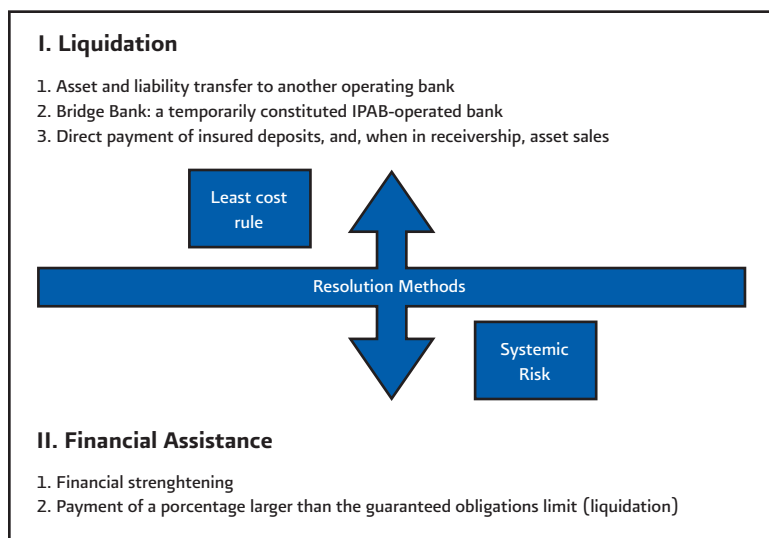 I. Liquidation
1. Asset and liability transfer to another operating bank
2. Bridge Bank: a temporarily constituted IPAB-operated bank
3. Direct payment of insured deposits, and, when in receivership, asset sales
Least cost
rule
Resolution Methods
Systemic
Risk
II. Financial Assistance
1. Financial strenghtening
2. Payment of a porcentage larger than the guaranteed obligations limit (liquidation)